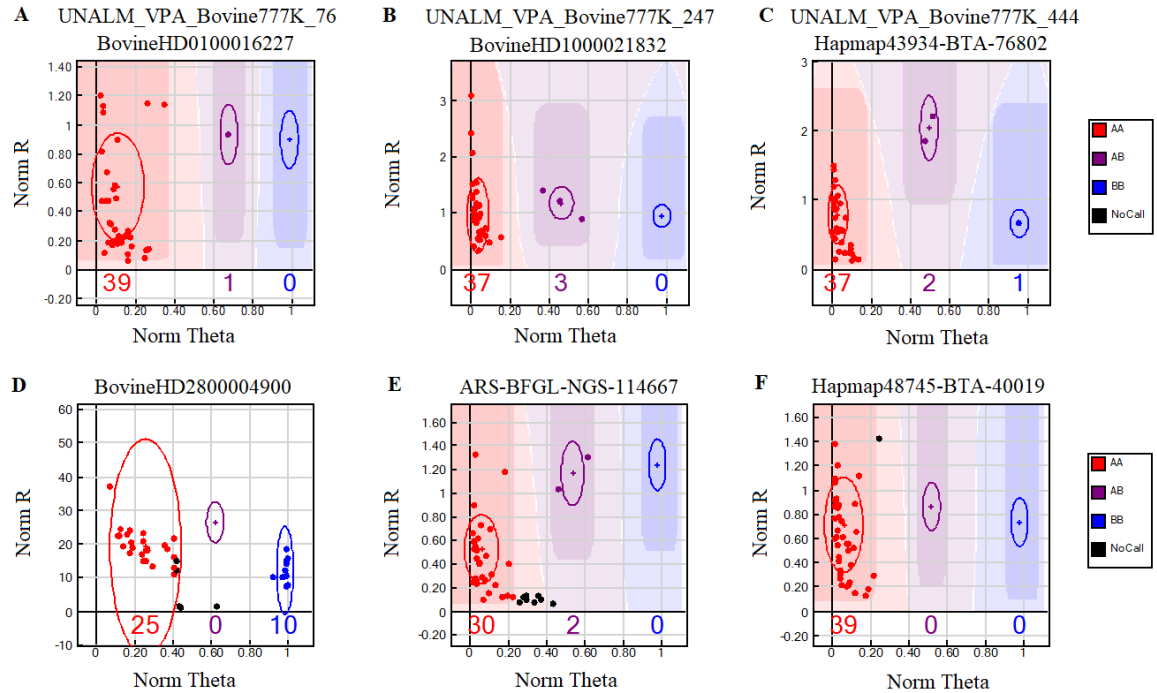 A UNALM_VPA_Bovine777K_76
BovineHD0100016227
Norm R
1.40
1.20
1
0.80
0.60
0.40
0.20
0
-0.20
39 1 0
0 0.20 0.40 0.60 0.80 1
Norm Theta
B UNALM_VPA_Bovine777K_247
BovineHD1000021832
Norm R
3
2
1
0
37 3 0
0 0.20 0.40 0.60 0.80 1
Norm Theta
C UNALM_VPA_Bovine777K_444
Hapmap43934-BTA-76802
Norm R
3
2
1
0
37 2 1
0 0.20 0.40 0.60 0.80 1
Norm Theta
AA
AB
BB
NoCall
D BovineHD2800004900
Norm R
60
50
40
30
20
10
0
-10
25 0 10
0 0.20 0.40 0.60 0.80 1
Norm Theta
E ARS-BFGL-NGS-114667
Norm R
1.60
1.40
1.20
1
0.80
0.60
0.40
0.20
0
-0.20
30 2 0
0 0.20 0.40 0.60 0.80 1
Norm Theta
F Hapmap48745-BTA-40019
Norm R
1.60
1.40
1.20
1
0.80
0.60
0.40
0.20
0
-0.20
39 0 0
0 0.20 0.40 0.60 0.80 1
Norm Theta
AA
AB
BB
NoCall